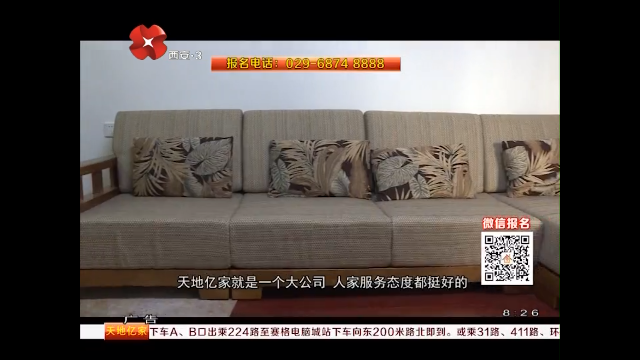 西安·3
报名电话：029-6874 8888
微信报名
天地亿家就是一个大公司 人家服务态度都挺好的
8 26
广告
天地亿家 下车A、B口出乘224路至赛格电脑城站下车向东200米路北即到。或乘31路、411路、环